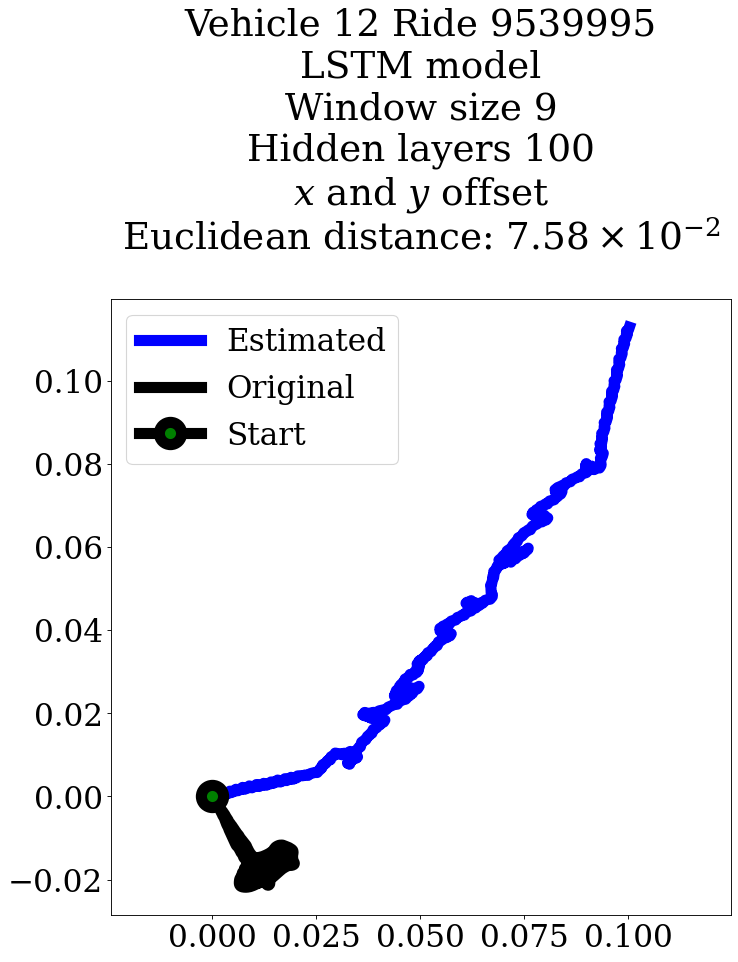 Vehicle 12 Ride 9539995
LSTM model
Window size 9
Hidden layers 100
x and y offset
Euclidean distance: 7.58 × 10⁻²
Estimated
Original
Start
0.10
0.08
0.06
0.04
0.02
0.00
−0.02
0.000 0.025 0.050 0.075 0.100